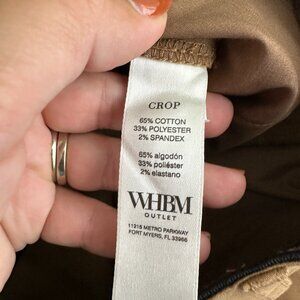 CROP
65% COTTON
33% POLYESTER
2% SPANDEX
65% algodón
33% poliéster
2% elastano
WHBM
OUTLET
11215 METRO PARKWAY
FORT MYERS, FL 33966